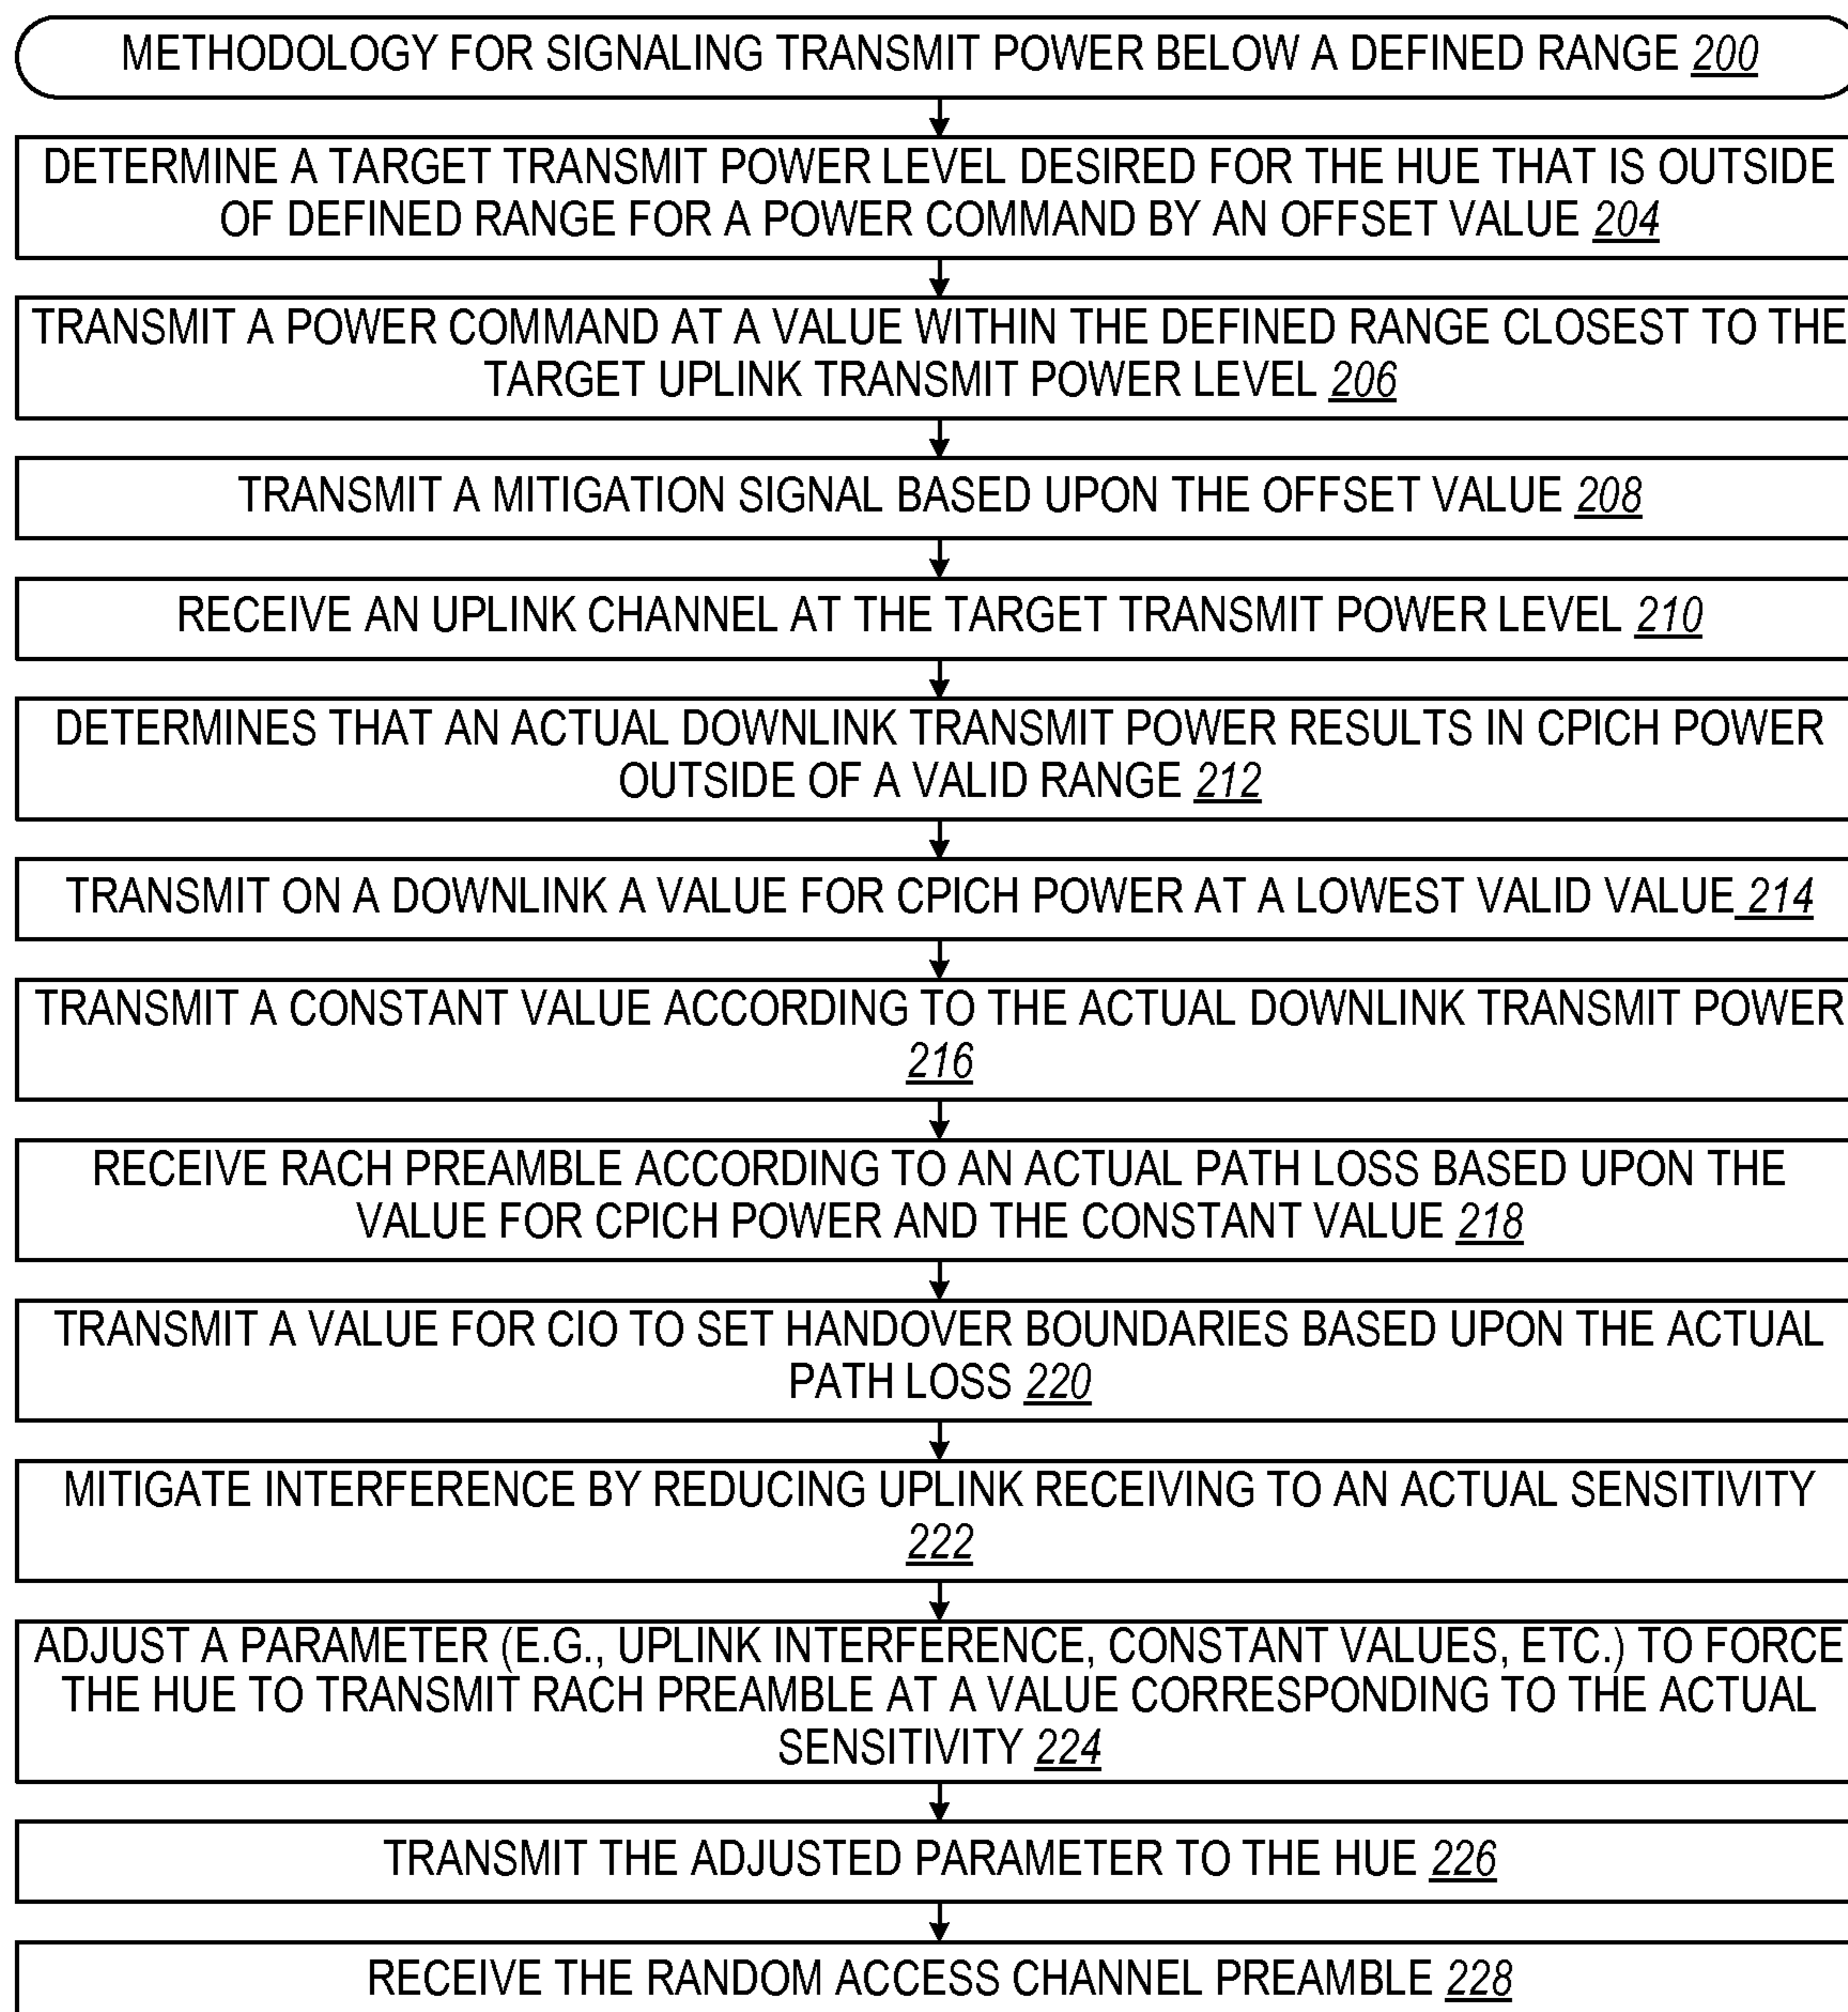 METHODOLOGY FOR SIGNALING TRANSMIT POWER BELOW A DEFINED RANGE 200
DETERMINE A TARGET TRANSMIT POWER LEVEL DESIRED FOR THE HUE THAT IS OUTSIDE
OF DEFINED RANGE FOR A POWER COMMAND BY AN OFFSET VALUE 204
TRANSMIT A POWER COMMAND AT A VALUE WITHIN THE DEFINED RANGE CLOSEST TO THE
TARGET UPLINK TRANSMIT POWER LEVEL 206
TRANSMIT A MITIGATION SIGNAL BASED UPON THE OFFSET VALUE 208
RECEIVE AN UPLINK CHANNEL AT THE TARGET TRANSMIT POWER LEVEL 210
DETERMINES THAT AN ACTUAL DOWNLINK TRANSMIT POWER RESULTS IN CPICH POWER
OUTSIDE OF A VALID RANGE 212
TRANSMIT ON A DOWNLINK A VALUE FOR CPICH POWER AT A LOWEST VALID VALUE 214
TRANSMIT A CONSTANT VALUE ACCORDING TO THE ACTUAL DOWNLINK TRANSMIT POWER
216
RECEIVE RACH PREAMBLE ACCORDING TO AN ACTUAL PATH LOSS BASED UPON THE
VALUE FOR CPICH POWER AND THE CONSTANT VALUE 218
TRANSMIT A VALUE FOR CIO TO SET HANDOVER BOUNDARIES BASED UPON THE ACTUAL
PATH LOSS 220
MITIGATE INTERFERENCE BY REDUCING UPLINK RECEIVING TO AN ACTUAL SENSITIVITY
222
ADJUST A PARAMETER (E.G., UPLINK INTERFERENCE, CONSTANT VALUES, ETC.) TO FORCE
THE HUE TO TRANSMIT RACH PREAMBLE AT A VALUE CORRESPONDING TO THE ACTUAL
SENSITIVITY 224
TRANSMIT THE ADJUSTED PARAMETER TO THE HUE 226
RECEIVE THE RANDOM ACCESS CHANNEL PREAMBLE 228